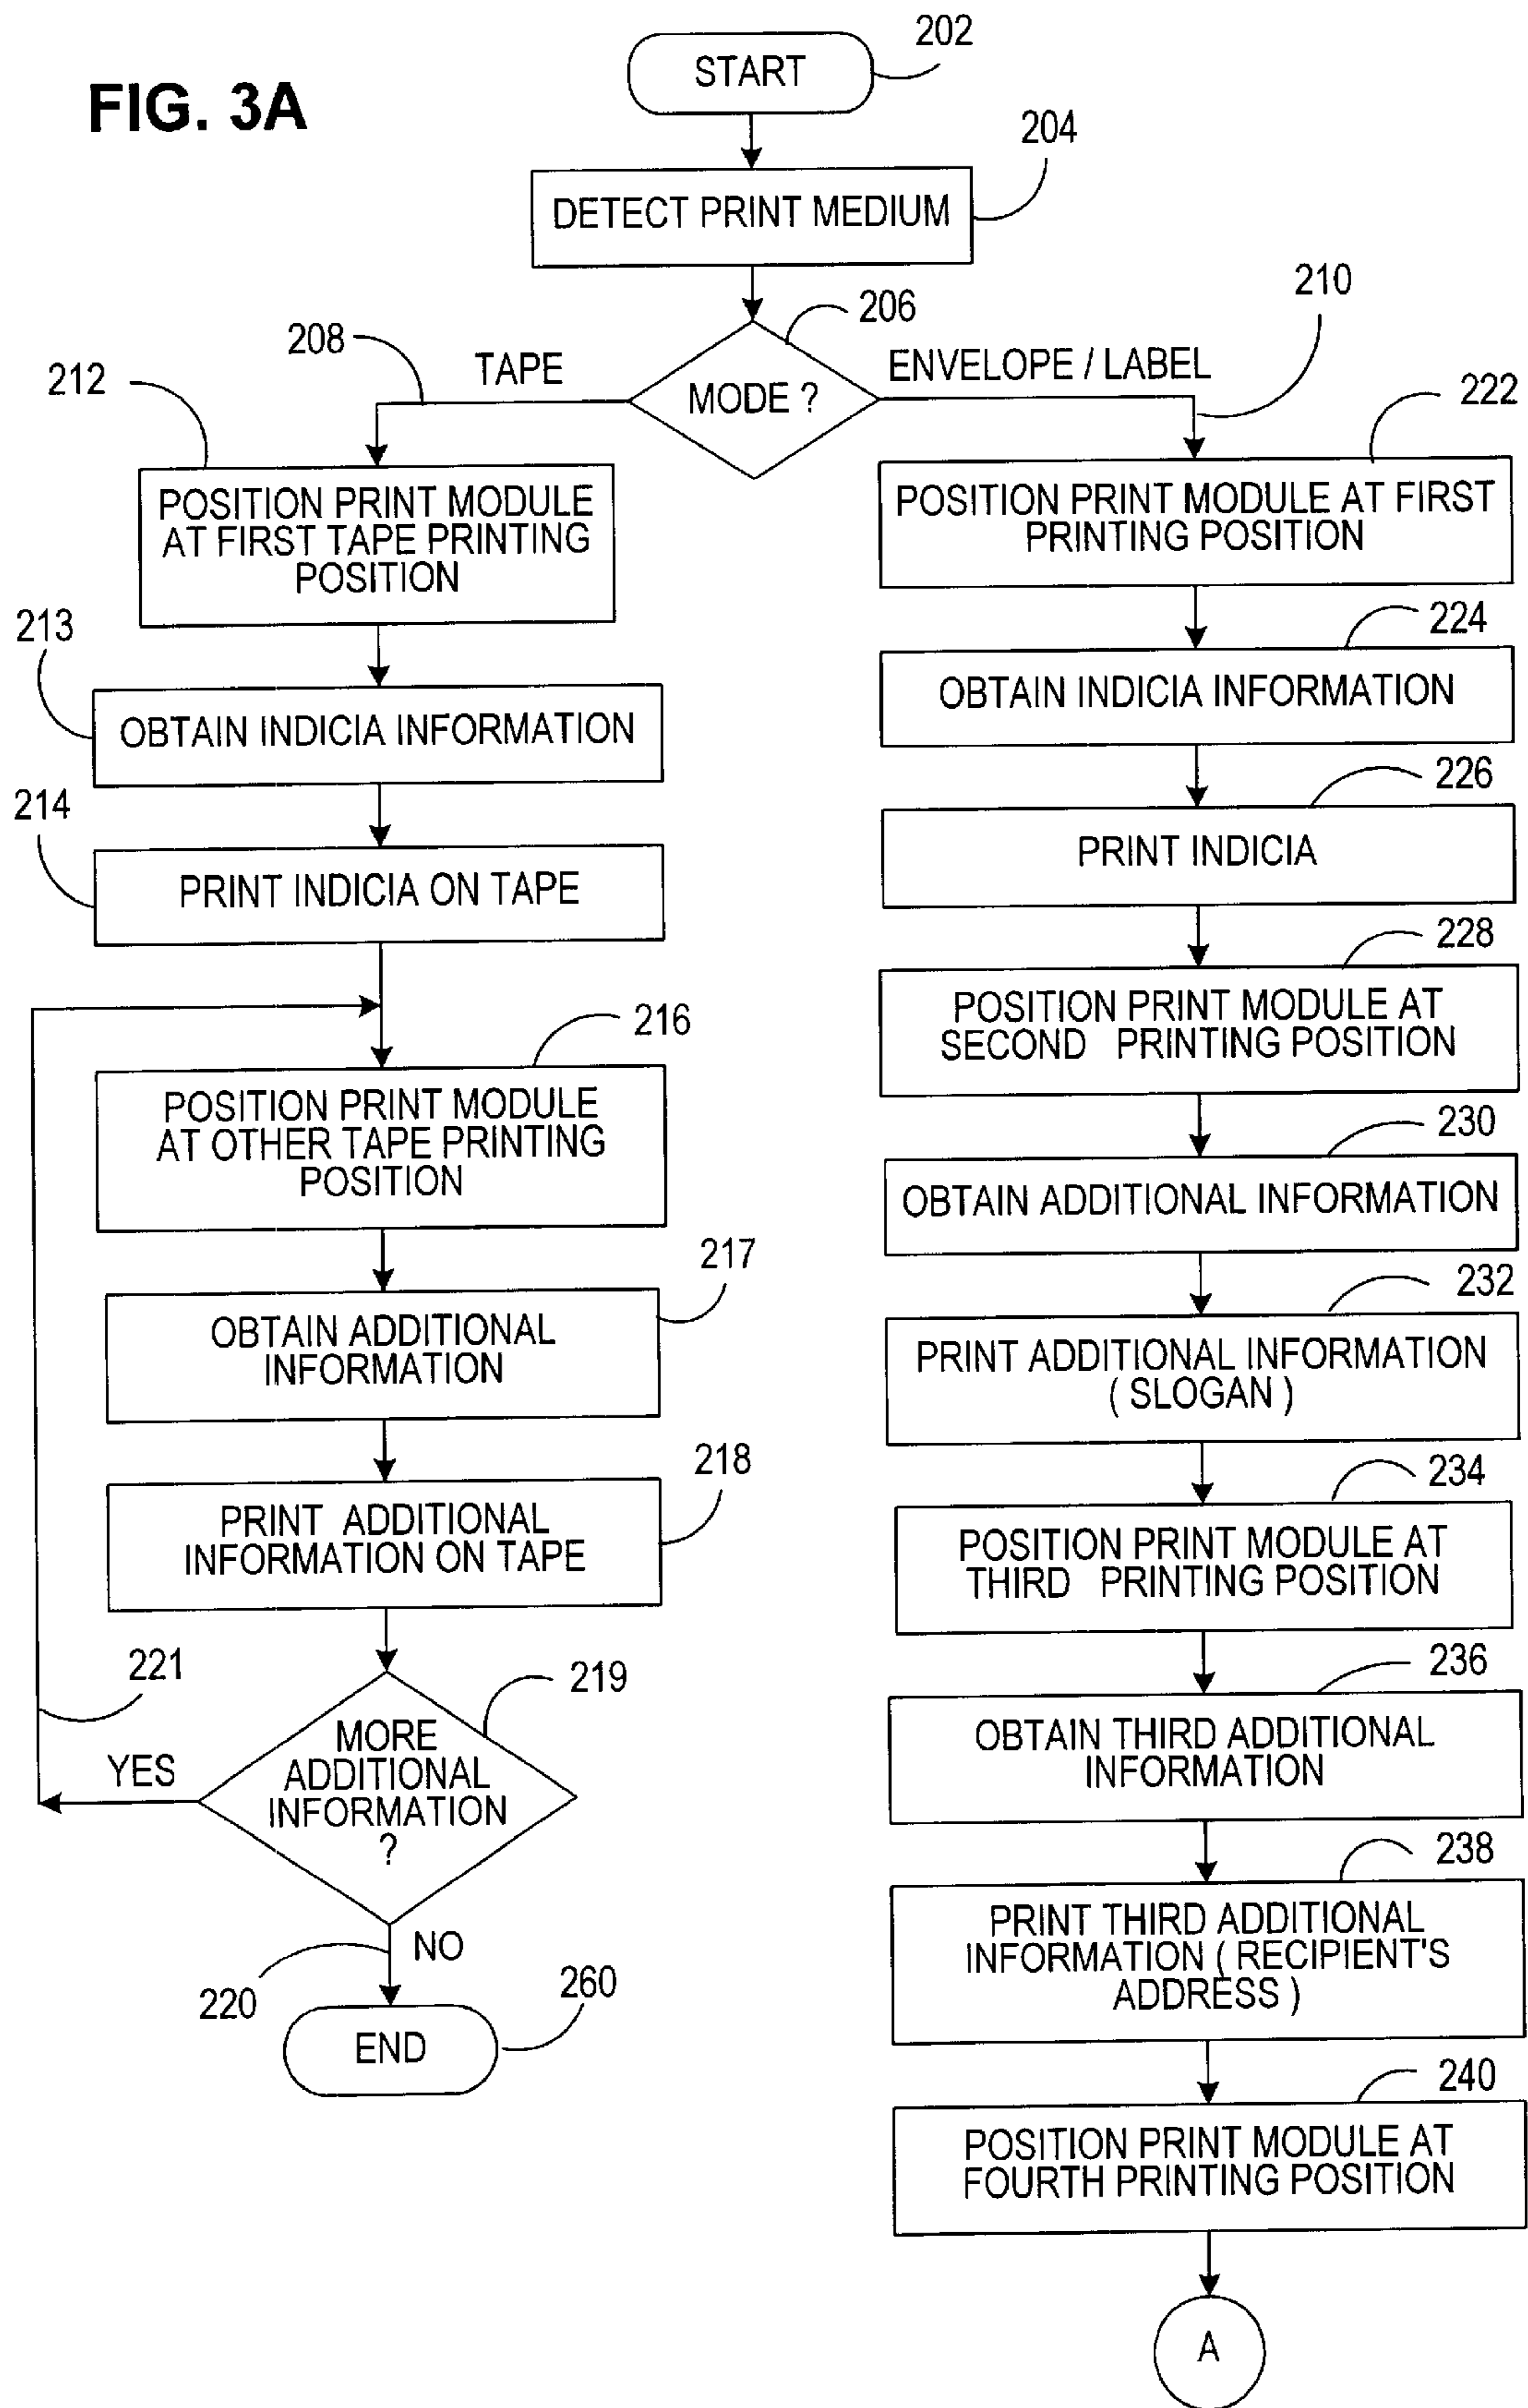 FIG. 3A
202
START
204
DETECT PRINT MEDIUM
206
MODE ?
208
TAPE
210
ENVELOPE / LABEL
212
POSITION PRINT MODULE
AT FIRST TAPE PRINTING
POSITION
213
OBTAIN INDICIA INFORMATION
214
PRINT INDICIA ON TAPE
216
POSITION PRINT MODULE
AT OTHER TAPE PRINTING
POSITION
217
OBTAIN ADDITIONAL
INFORMATION
218
PRINT ADDITIONAL
INFORMATION ON TAPE
221
219
MORE
ADDITIONAL
INFORMATION
?
YES
NO
220
260
END
222
POSITION PRINT MODULE AT FIRST
PRINTING POSITION
224
OBTAIN INDICIA INFORMATION
226
PRINT INDICIA
228
POSITION PRINT MODULE AT
SECOND PRINTING POSITION
230
OBTAIN ADDITIONAL INFORMATION
232
PRINT ADDITIONAL INFORMATION
( SLOGAN )
234
POSITION PRINT MODULE AT
THIRD PRINTING POSITION
236
OBTAIN THIRD ADDITIONAL
INFORMATION
238
PRINT THIRD ADDITIONAL
INFORMATION ( RECIPIENT'S
ADDRESS )
240
POSITION PRINT MODULE AT
FOURTH PRINTING POSITION
A